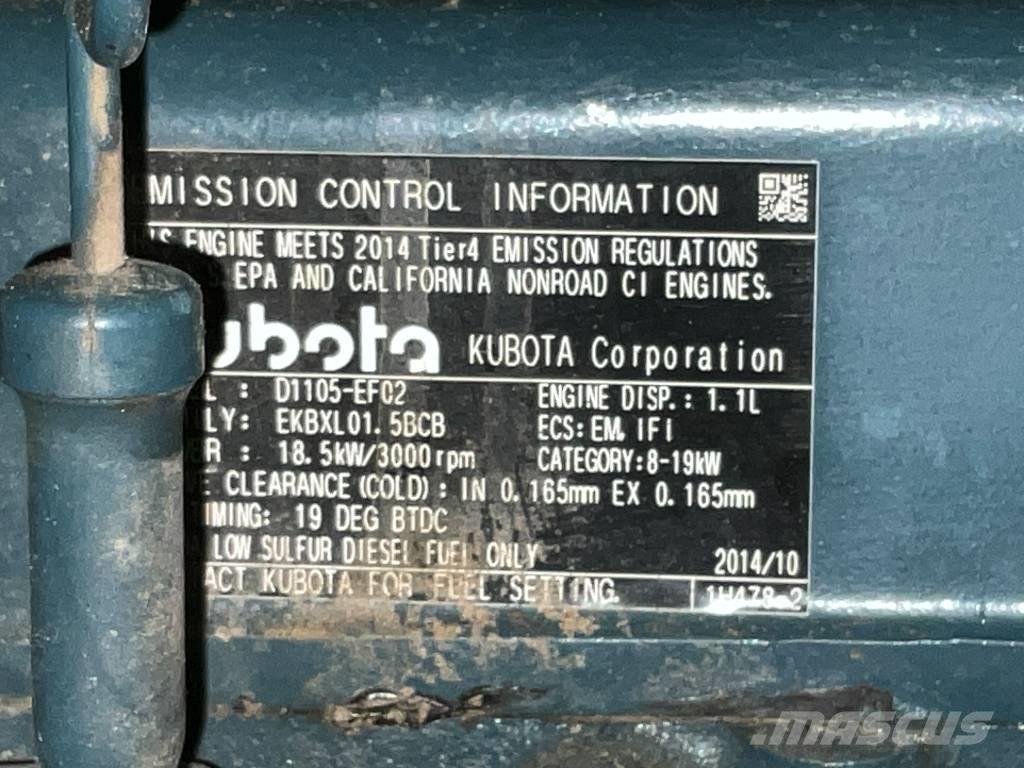 MISSION CONTROL INFORMATION
IS ENGINE MEETS 2014 Tier4 EMISSION REGULATIONS
EPA AND CALIFORNIA NONROAD CI ENGINES.
ubota KUBOTA Corporation
L : D1105-EF02 ENGINE DISP.: 1.1L
LY: EKBXL01.5BCB ECS:EM, IFI
R : 18.5kW/3000rpm CATEGORY:8-19kW
E CLEARANCE(COLD): IN 0.165mm EX 0.165mm
IMING: 19 DEG BTDC
LOW SULFUR DIESEL FUEL ONLY 2014/10
ACT KUBOTA FOR FUEL SETTING. 1H478-2
MASCUS